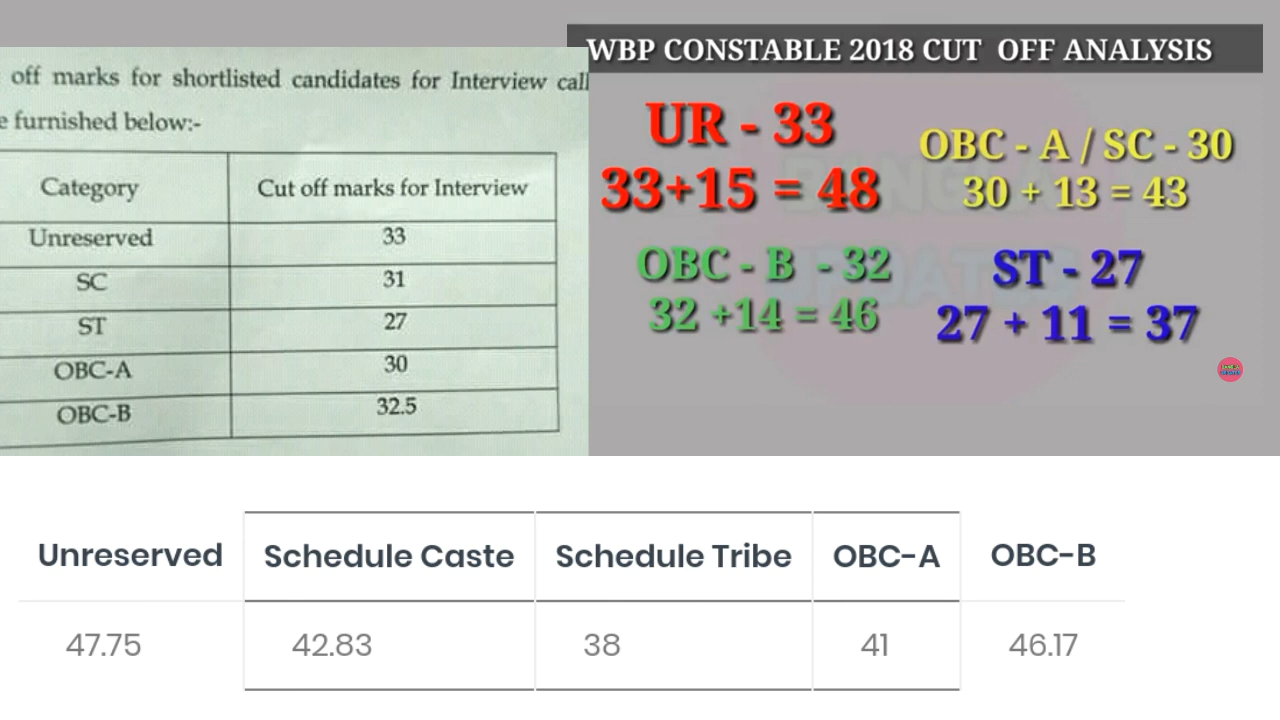 off marks for shortlisted candidates for Interview call
e furnished below:-
Category Cut off marks for Interview
Unreserved 33
SC 31
ST 27
OBC-A 30
OBC-B 32.5
WBP CONSTABLE 2018 CUT OFF ANALYSIS
UR - 33
33+15 = 48
OBC - A / SC - 30
30 + 13 = 43
OBC - B - 32
32 +14 = 46
ST - 27
27 + 11 = 37
Unreserved Schedule Caste Schedule Tribe OBC-A OBC-B
47.75 42.83 38 41 46.17